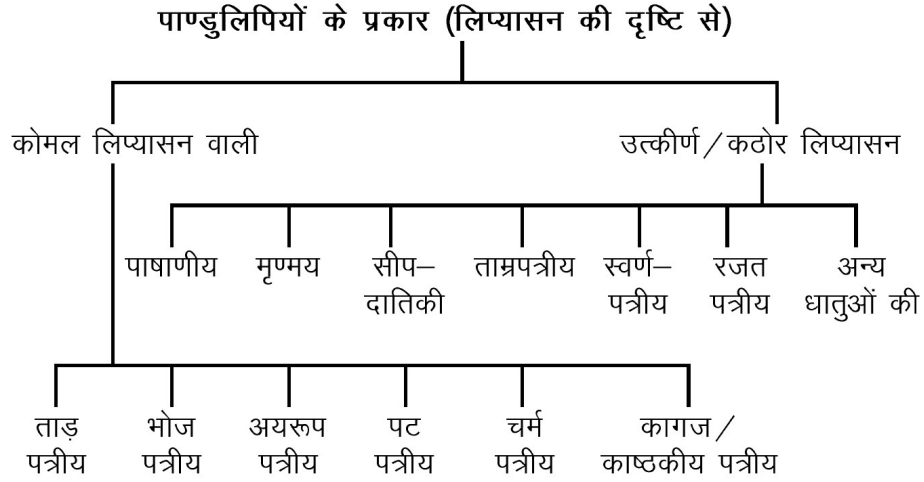 पाण्डुलिपियों के प्रकार (लिप्यासन की दृष्टि से)
कोमल लिप्यासन वाली उत्कीर्ण/कठोर लिप्यासन
पाषाणीय मृण्मय सीप– ताम्रपत्रीय स्वर्ण– रजत अन्य
दातिकी पत्रीय पत्रीय धातुओं की
ताड़ भोज अयरूप पट चर्म कागज/
पत्रीय पत्रीय पत्रीय पत्रीय पत्रीय काष्ठकीय पत्रीय